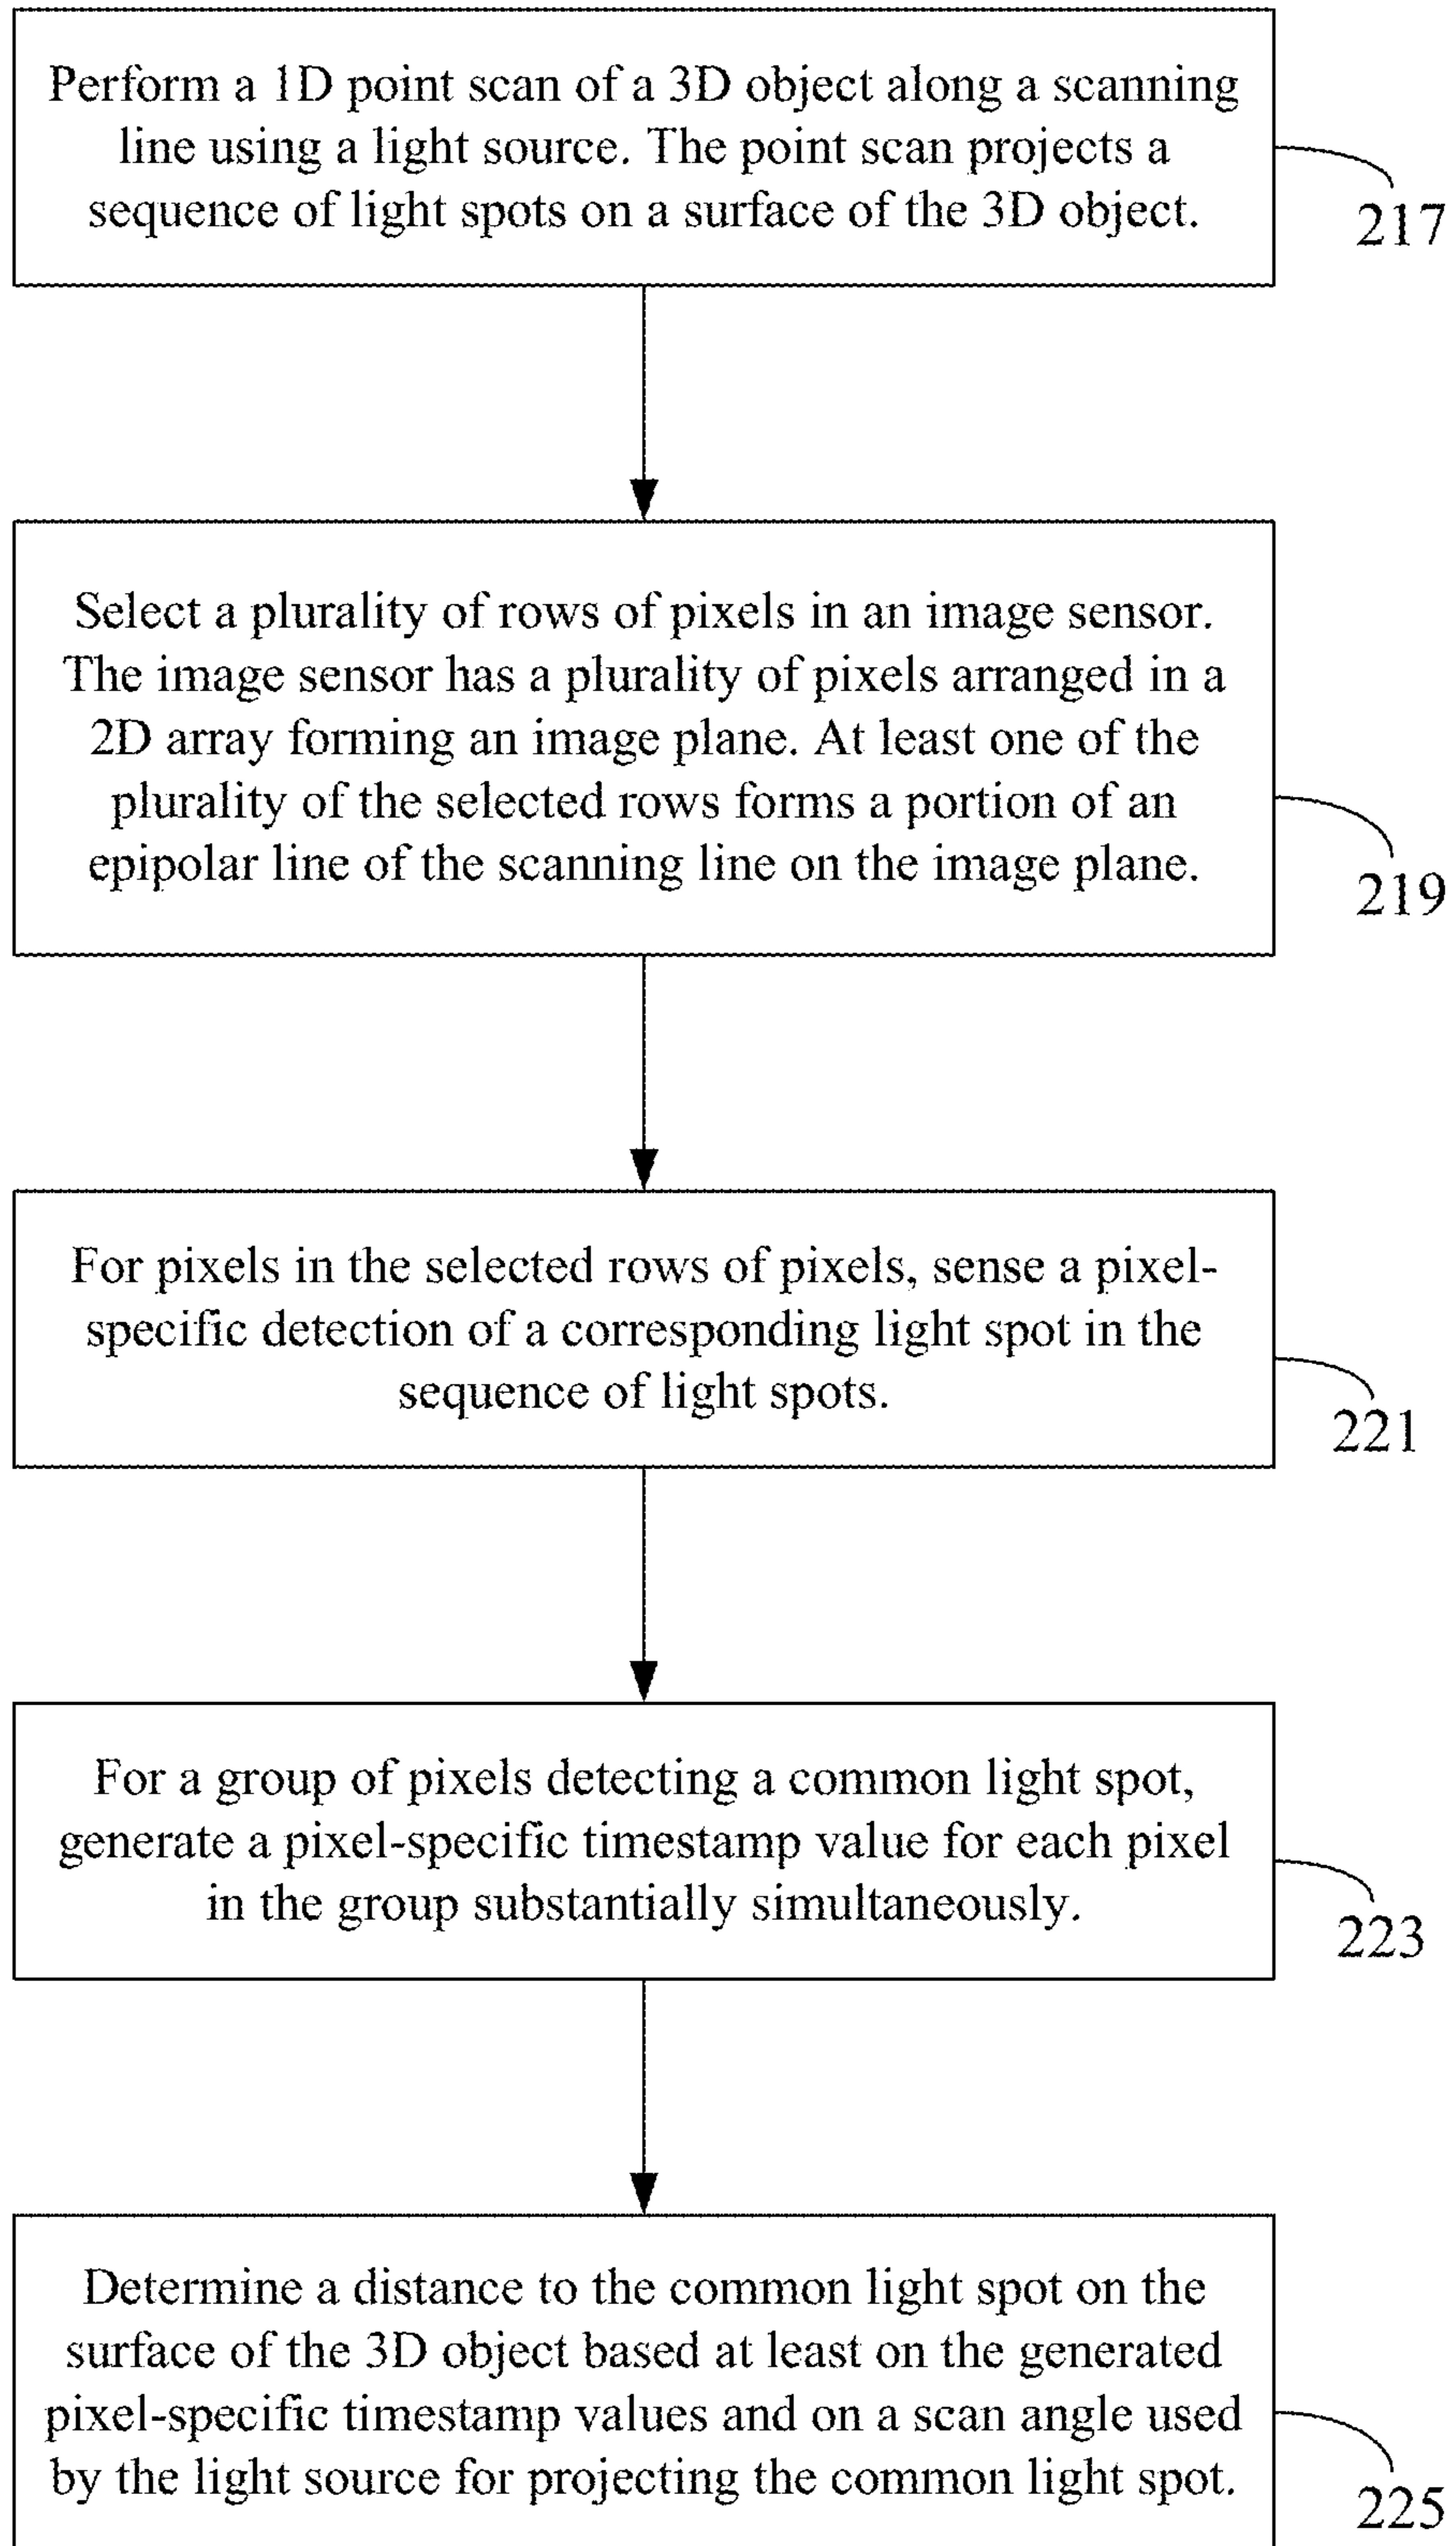 Perform a 1D point scan of a 3D object along a scanning
line using a light source. The point scan projects a
sequence of light spots on a surface of the 3D object.
217
Select a plurality of rows of pixels in an image sensor.
The image sensor has a plurality of pixels arranged in a
2D array forming an image plane. At least one of the
plurality of the selected rows forms a portion of an
epipolar line of the scanning line on the image plane.
219
For pixels in the selected rows of pixels, sense a pixel-
specific detection of a corresponding light spot in the
sequence of light spots.
221
For a group of pixels detecting a common light spot,
generate a pixel-specific timestamp value for each pixel
in the group substantially simultaneously.
223
Determine a distance to the common light spot on the
surface of the 3D object based at least on the generated
pixel-specific timestamp values and on a scan angle used
by the light source for projecting the common light spot.
225